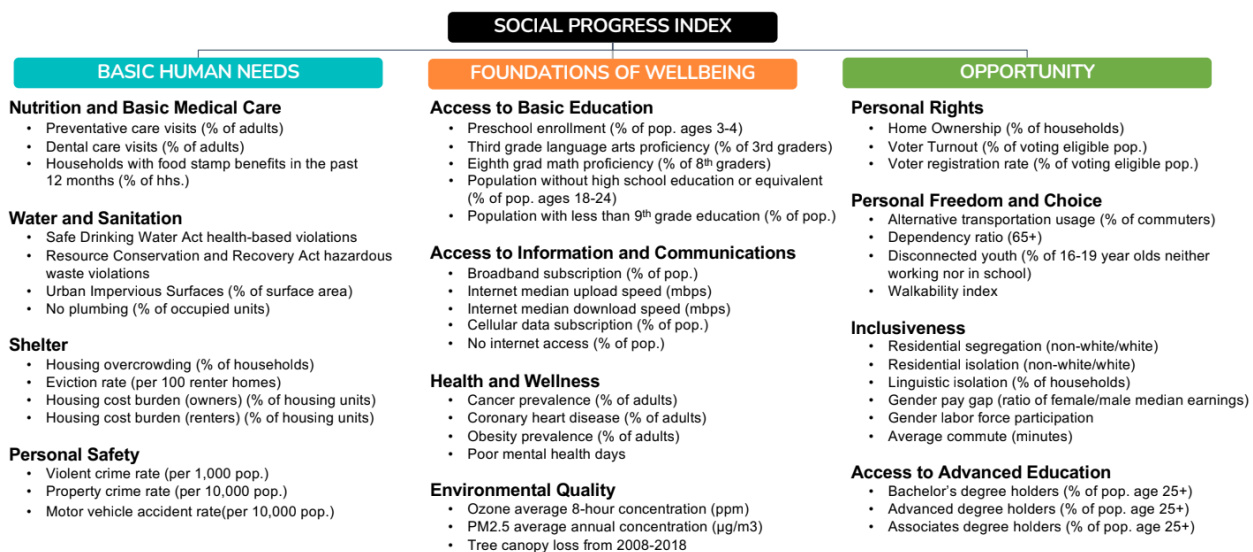 SOCIAL PROGRESS INDEX
BASIC HUMAN NEEDS
Nutrition and Basic Medical Care
• Preventative care visits (% of adults)
• Dental care visits (% of adults)
• Households with food stamp benefits in the past
12 months (% of hhs.)
Water and Sanitation
• Safe Drinking Water Act health-based violations
• Resource Conservation and Recovery Act hazardous
waste violations
• Urban Impervious Surfaces (% of surface area)
• No plumbing (% of occupied units)
Shelter
• Housing overcrowding (% of households)
• Eviction rate (per 100 renter homes)
• Housing cost burden (owners) (% of housing units)
• Housing cost burden (renters) (% of housing units)
Personal Safety
• Violent crime rate (per 1,000 pop.)
• Property crime rate (per 10,000 pop.)
• Motor vehicle accident rate(per 10,000 pop.)
FOUNDATIONS OF WELLBEING
Access to Basic Education
• Preschool enrollment (% of pop. ages 3-4)
• Third grade language arts proficiency (% of 3rd graders)
• Eighth grad math proficiency (% of 8th graders)
• Population without high school education or equivalent
(% of pop. ages 18-24)
• Population with less than 9th grade education (% of pop.)
Access to Information and Communications
• Broadband subscription (% of pop.)
• Internet median upload speed (mbps)
• Internet median download speed (mbps)
• Cellular data subscription (% of pop.)
• No internet access (% of pop.)
Health and Wellness
• Cancer prevalence (% of adults)
• Coronary heart disease (% of adults)
• Obesity prevalence (% of adults)
• Poor mental health days
Environmental Quality
• Ozone average 8-hour concentration (ppm)
• PM2.5 average annual concentration (µg/m3)
• Tree canopy loss from 2008-2018
OPPORTUNITY
Personal Rights
• Home Ownership (% of households)
• Voter Turnout (% of voting eligible pop.)
• Voter registration rate (% of voting eligible pop.)
Personal Freedom and Choice
• Alternative transportation usage (% of commuters)
• Dependency ratio (65+)
• Disconnected youth (% of 16-19 year olds neither
working nor in school)
• Walkability index
Inclusiveness
• Residential segregation (non-white/white)
• Residential isolation (non-white/white)
• Linguistic isolation (% of households)
• Gender pay gap (ratio of female/male median earnings)
• Gender labor force participation
• Average commute (minutes)
Access to Advanced Education
• Bachelor's degree holders (% of pop. age 25+)
• Advanced degree holders (% of pop. age 25+)
• Associates degree holders (% of pop. age 25+)